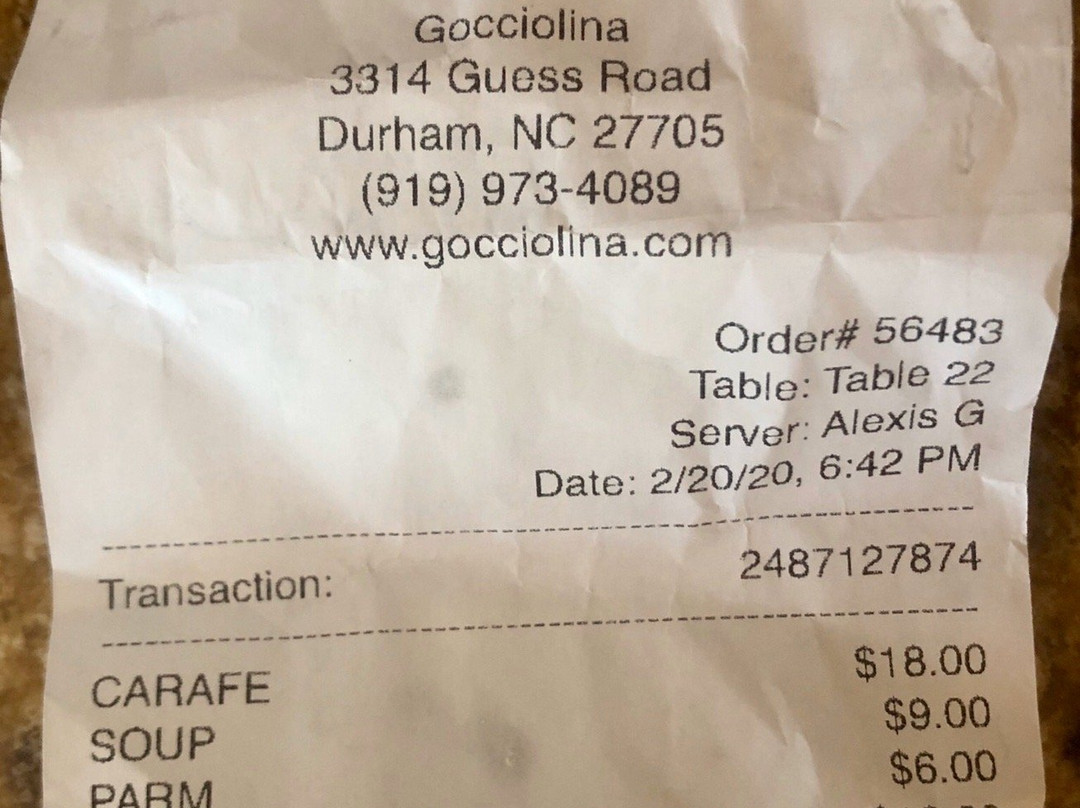 Gocciolina
3314 Guess Road
Durham, NC 27705
(919) 973-4089
www.gocciolina.com
Order# 56483
Table: Table 22
Server: Alexis G
Date: 2/20/20, 6:42 PM
Transaction: 2487127874
CARAFE $18.00
SOUP $9.00
PARM $6.00